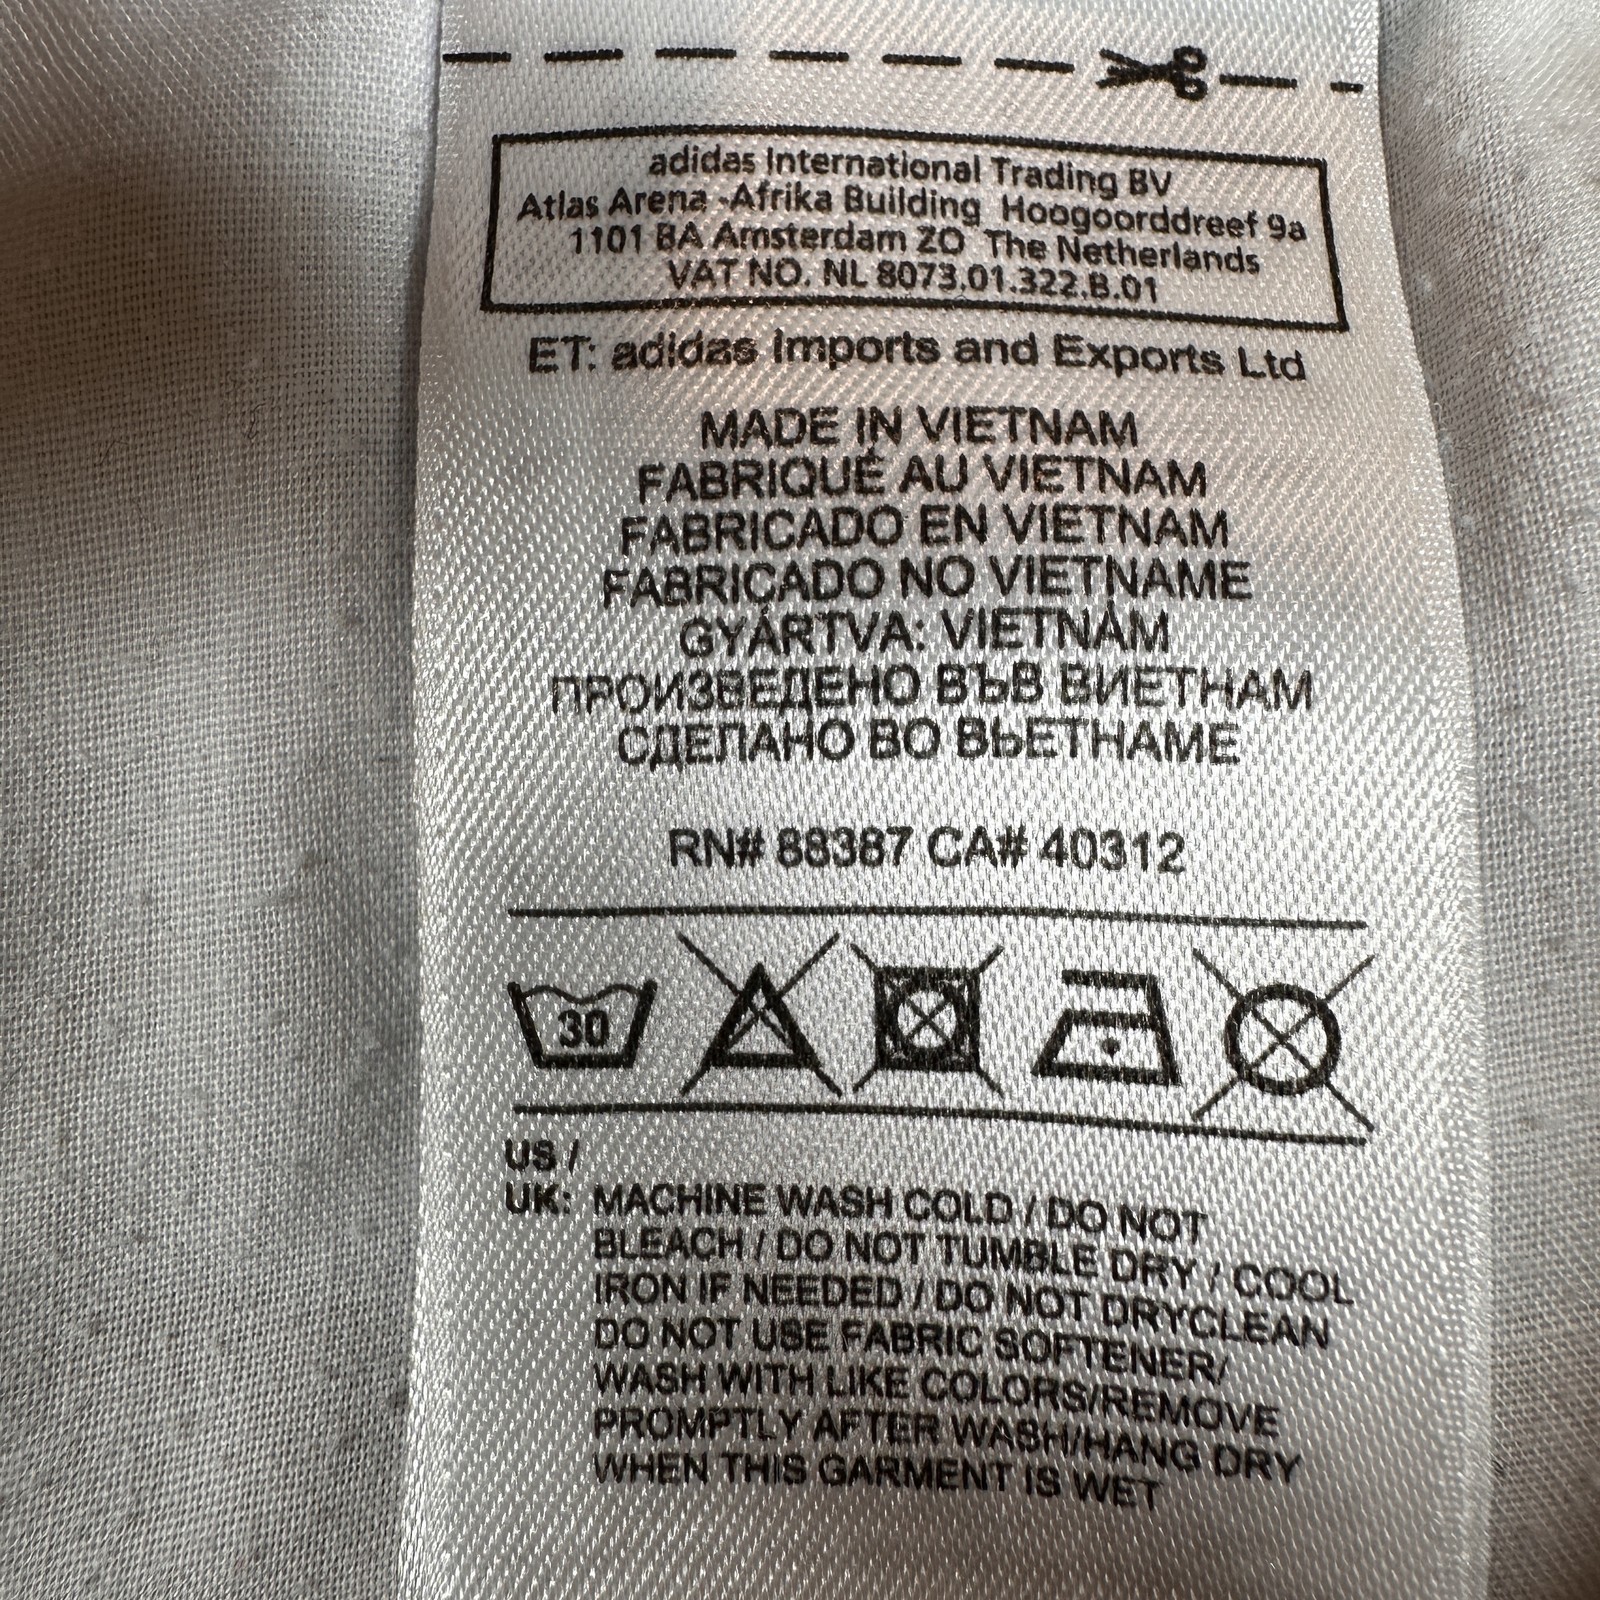 adidas International Trading BV
Atlas Arena -Afrika Building Hoogoorddreef 9a
1101 BA Amsterdam ZO The Netherlands
VAT NO. NL 8073.01.322.B.01
ET: adidas Imports and Exports Ltd
MADE IN VIETNAM
FABRIQUÉ AU VIETNAM
FABRICADO EN VIETNAM
FABRICADO NO VIETNAME
GYÁRTVA: VIETNÁM
ПРОИЗВЕДЕНО ВЪВ ВИЕТНАМ
СДЕЛАНО ВО ВЬЕТНАМЕ
RN# 88387 CA# 40312
30
US /
UK: MACHINE WASH COLD / DO NOT
BLEACH / DO NOT TUMBLE DRY / COOL
IRON IF NEEDED / DO NOT DRYCLEAN
DO NOT USE FABRIC SOFTENER/
WASH WITH LIKE COLORS/REMOVE
PROMPTLY AFTER WASH/HANG DRY
WHEN THIS GARMENT IS WET